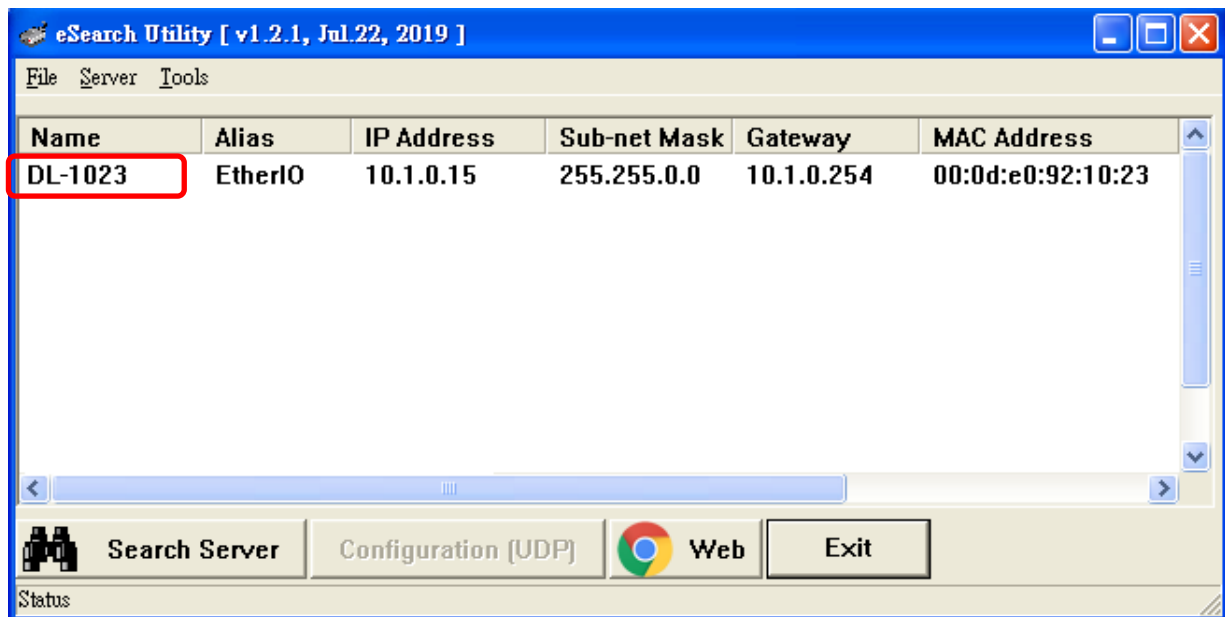 eSearch Utility [ v1.2.1, Jul.22, 2019 ]
File Server Tools
Name Alias IP Address Sub-net Mask Gateway MAC Address
DL-1023 EtherIO 10.1.0.15 255.255.0.0 10.1.0.254 00:0d:e0:92:10:23
Search Server Configuration (UDP) Web Exit
Status